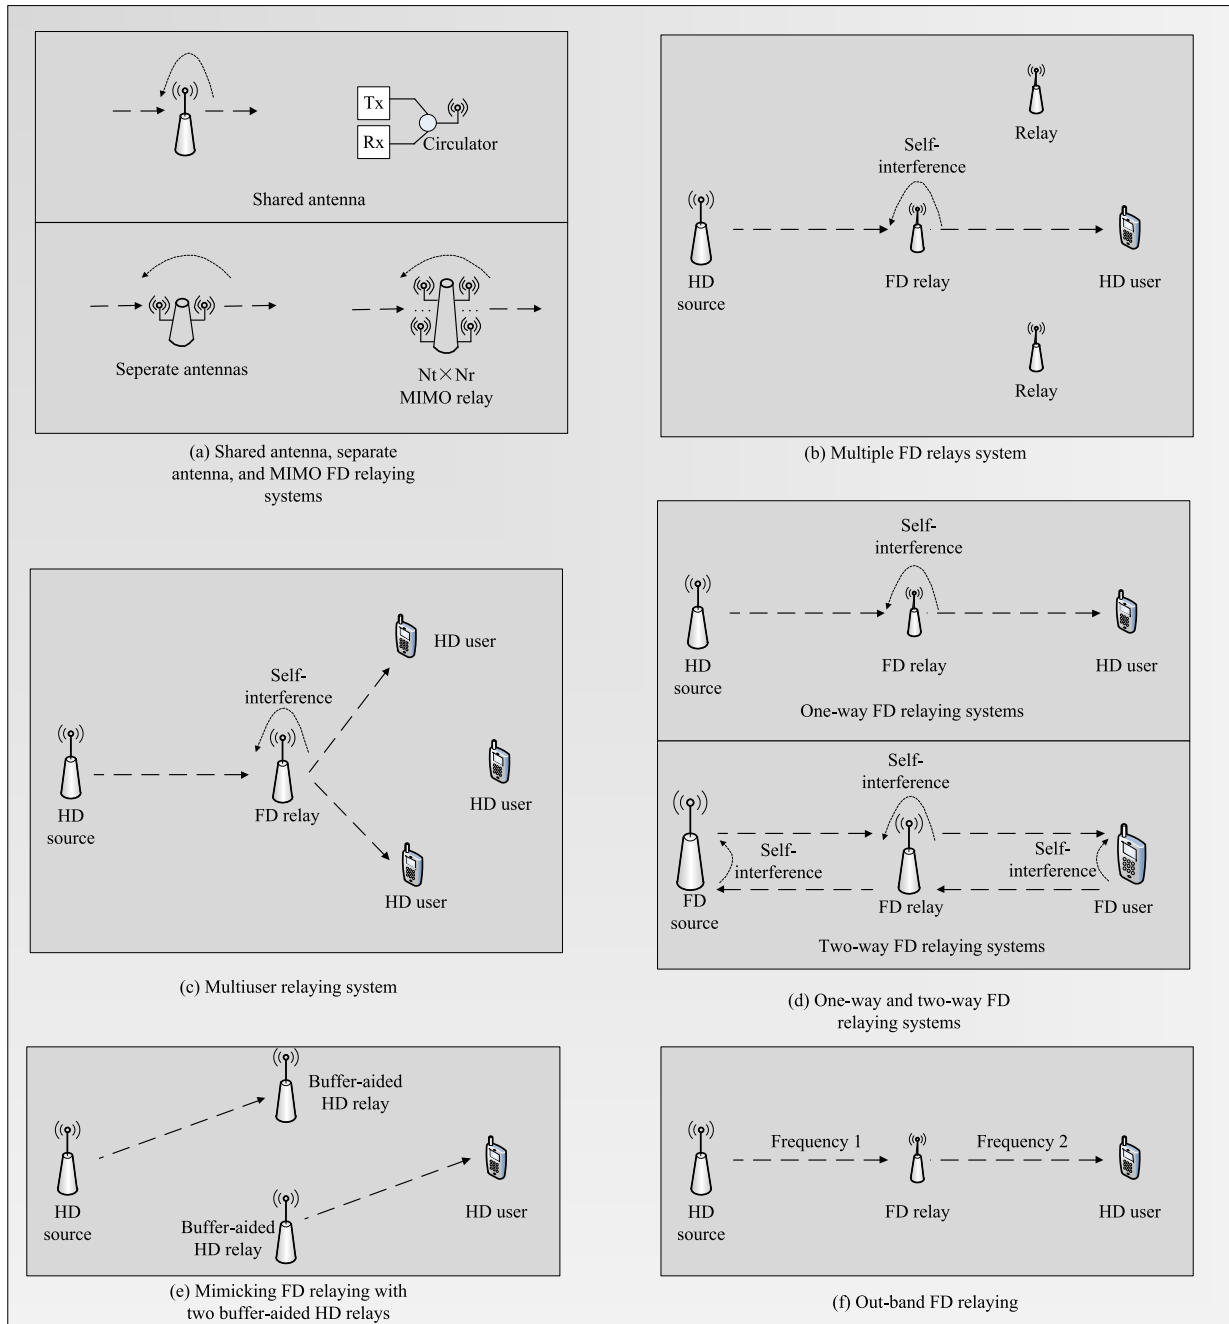 Tx
Rx
Circulator
Shared antenna
Seperate antennas
Nt×Nr
MIMO relay
(a) Shared antenna, separate
antenna, and MIMO FD relaying
systems
Relay
Self-
interference
HD
source
FD relay
HD user
Relay
(b) Multiple FD relays system
HD user
Self-
interference
HD
source
FD relay
HD user
HD user
(c) Multiuser relaying system
Self-
interference
HD
source
FD relay
HD user
One-way FD relaying systems
Self-
interference
Self-
interference
Self-
interference
FD
source
FD relay
FD user
Two-way FD relaying systems
(d) One-way and two-way FD
relaying systems
Buffer-aided
HD relay
HD
source
Buffer-aided
HD relay
HD user
(e) Mimicking FD relaying with
two buffer-aided HD relays
Frequency 1
Frequency 2
HD
source
FD relay
HD user
(f) Out-band FD relaying